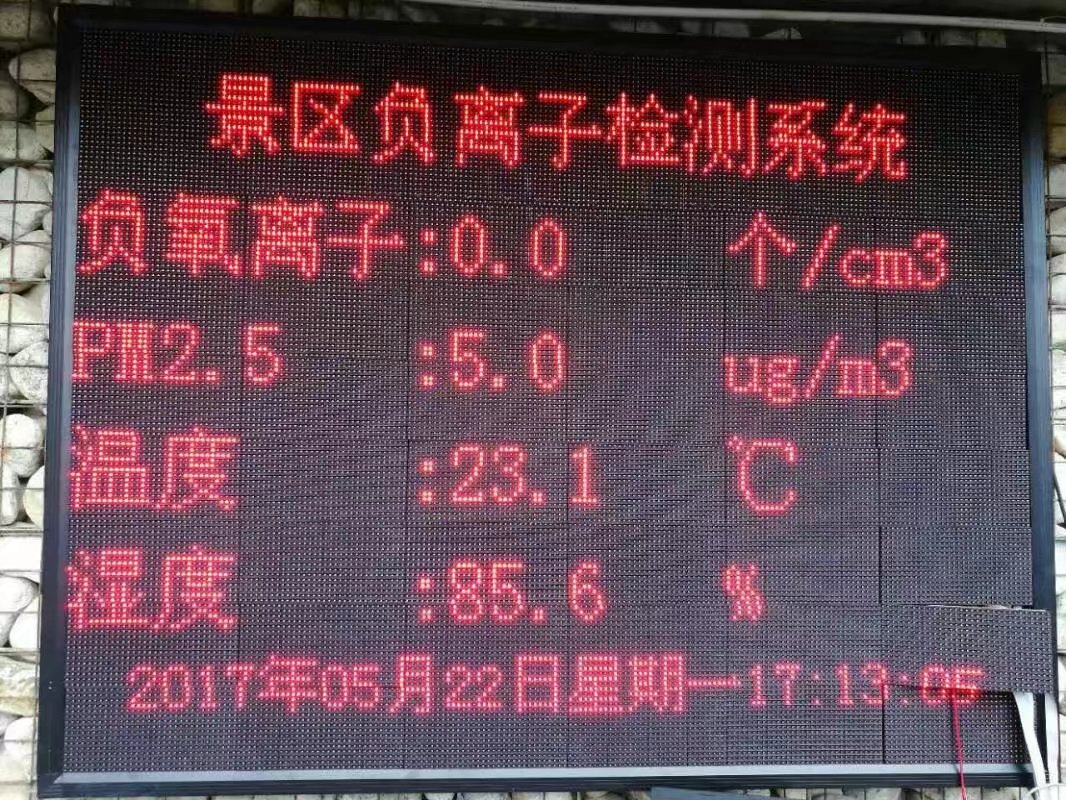 景区负离子检测系统
负氧离子:0.0 个/cm3
PM2.5 :5.0 ug/m3
温度 :23.1 ℃
湿度 :85.6 %
2017年05月22日星期一17:13:05